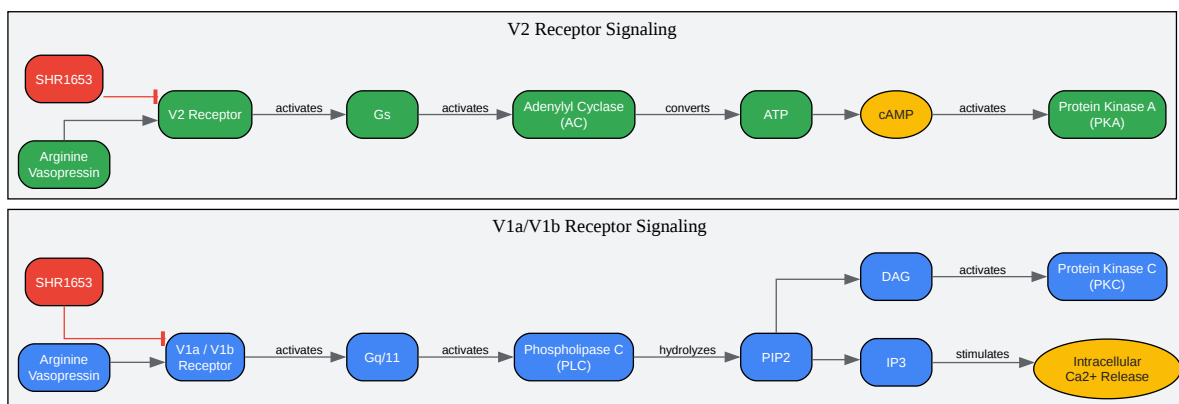 V2 Receptor Signaling
SHR1653
Arginine
Vasopressin
V2 Receptor
activates
Gs
activates
Adenylyl Cyclase
(AC)
converts
ATP
cAMP
activates
Protein Kinase A
(PKA)
V1a/V1b Receptor Signaling
SHR1653
Arginine
Vasopressin
V1a / V1b
Receptor
activates
Gq/11
activates
Phospholipase C
(PLC)
hydrolyzes
PIP2
DAG
activates
Protein Kinase C
(PKC)
IP3
stimulates
Intracellular
Ca2+ Release